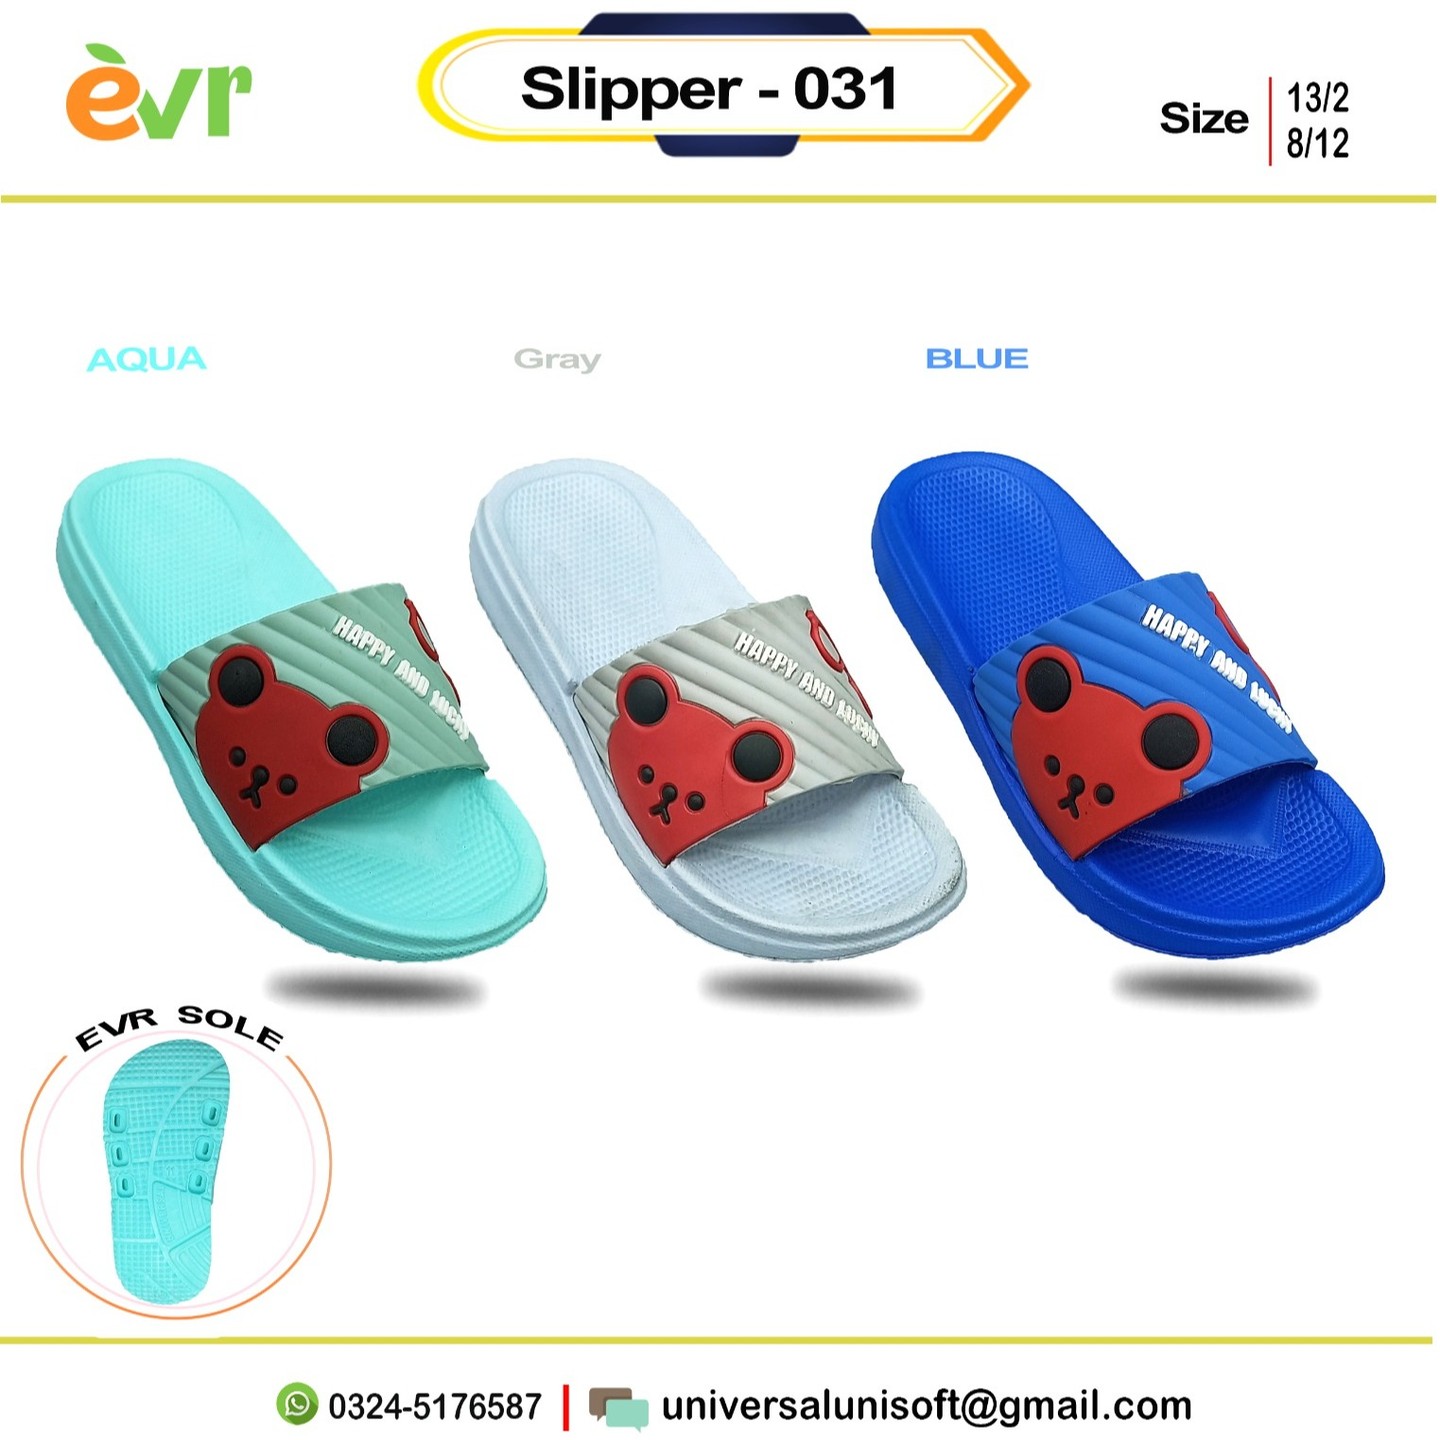 èvr
Slipper - 031
Size
13/2
8/12
AQUA
Gray
BLUE
HAPPY AND LUCKY
HAPPY AND LUCKY
HAPPY AND LUCKY
EVR SOLE
0324-5176587
universalunisoft@gmail.com